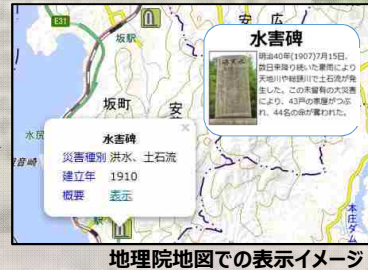 E31
坂駅
安
広
坂町
安
水尻
音崎
水害碑
明治40年(1907)7月15日、
数日来降り続いた豪雨により
天地川や総頭川で土石流が発
生した。この未曾有の大災害
により、43戸の家屋がつぶ
れ、44名の命が奪われた。
水害碑
災害種別 洪水、土石流
建立年 1910
概要 表示
本庄ダム
地理院地図での表示イメージ